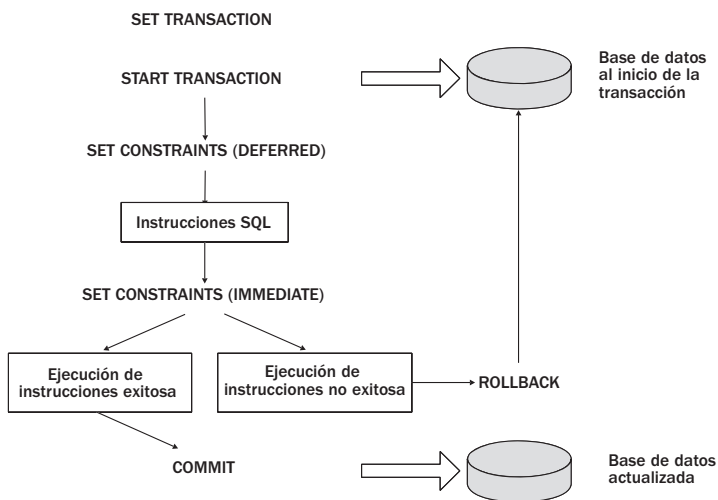 SET TRANSACTION
START TRANSACTION
Base de datos
al inicio de la
transacción
SET CONSTRAINTS (DEFERRED)
Instrucciones SQL
SET CONSTRAINTS (IMMEDIATE)
Ejecución de
instrucciones exitosa
Ejecución de
instrucciones no exitosa
ROLLBACK
COMMIT
Base de datos
actualizada